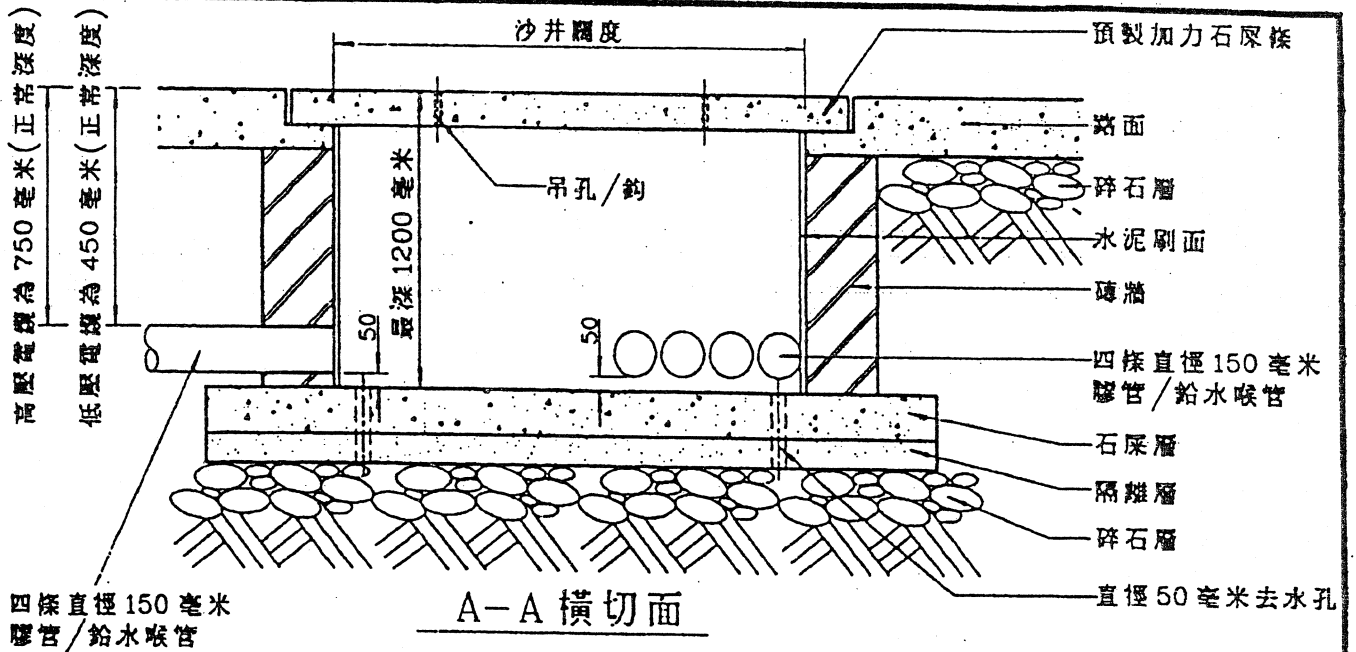 沙井闊度
高壓電纜為 750 毫米(正常深度)
低壓電纜為 450 毫米(正常深度)
最深 1200 毫米
吊孔/鈎
50
50
預製加力石屎條
路面
碎石層
水泥刷面
磚牆
四條直徑 150 毫米
膠管/鉛水喉管
石屎層
隔離層
碎石層
直徑 50 毫米去水孔
四條直徑 150 毫米
膠管/鉛水喉管
A-A 橫切面